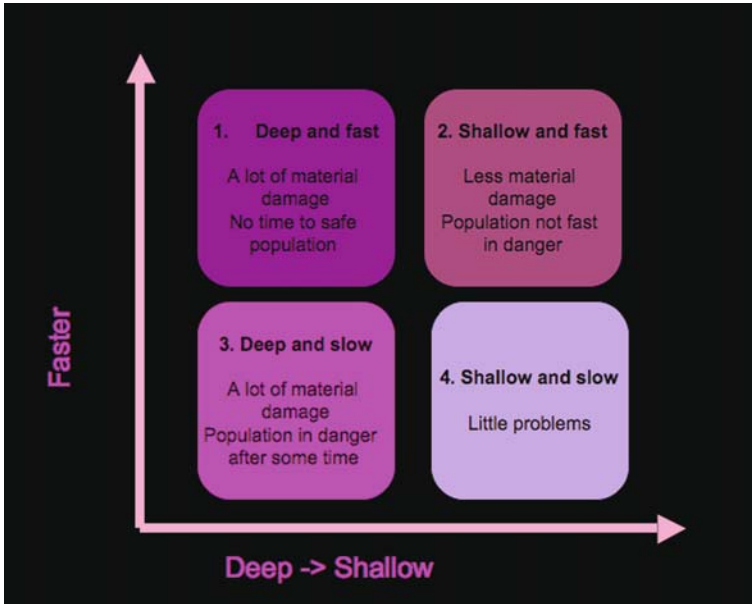 1. Deep and fast
A lot of material
damage
No time to safe
population
2. Shallow and fast
Less material
damage
Population not fast
in danger
3. Deep and slow
A lot of material
damage
Population in danger
after some time
4. Shallow and slow
Little problems
Faster
Deep -> Shallow